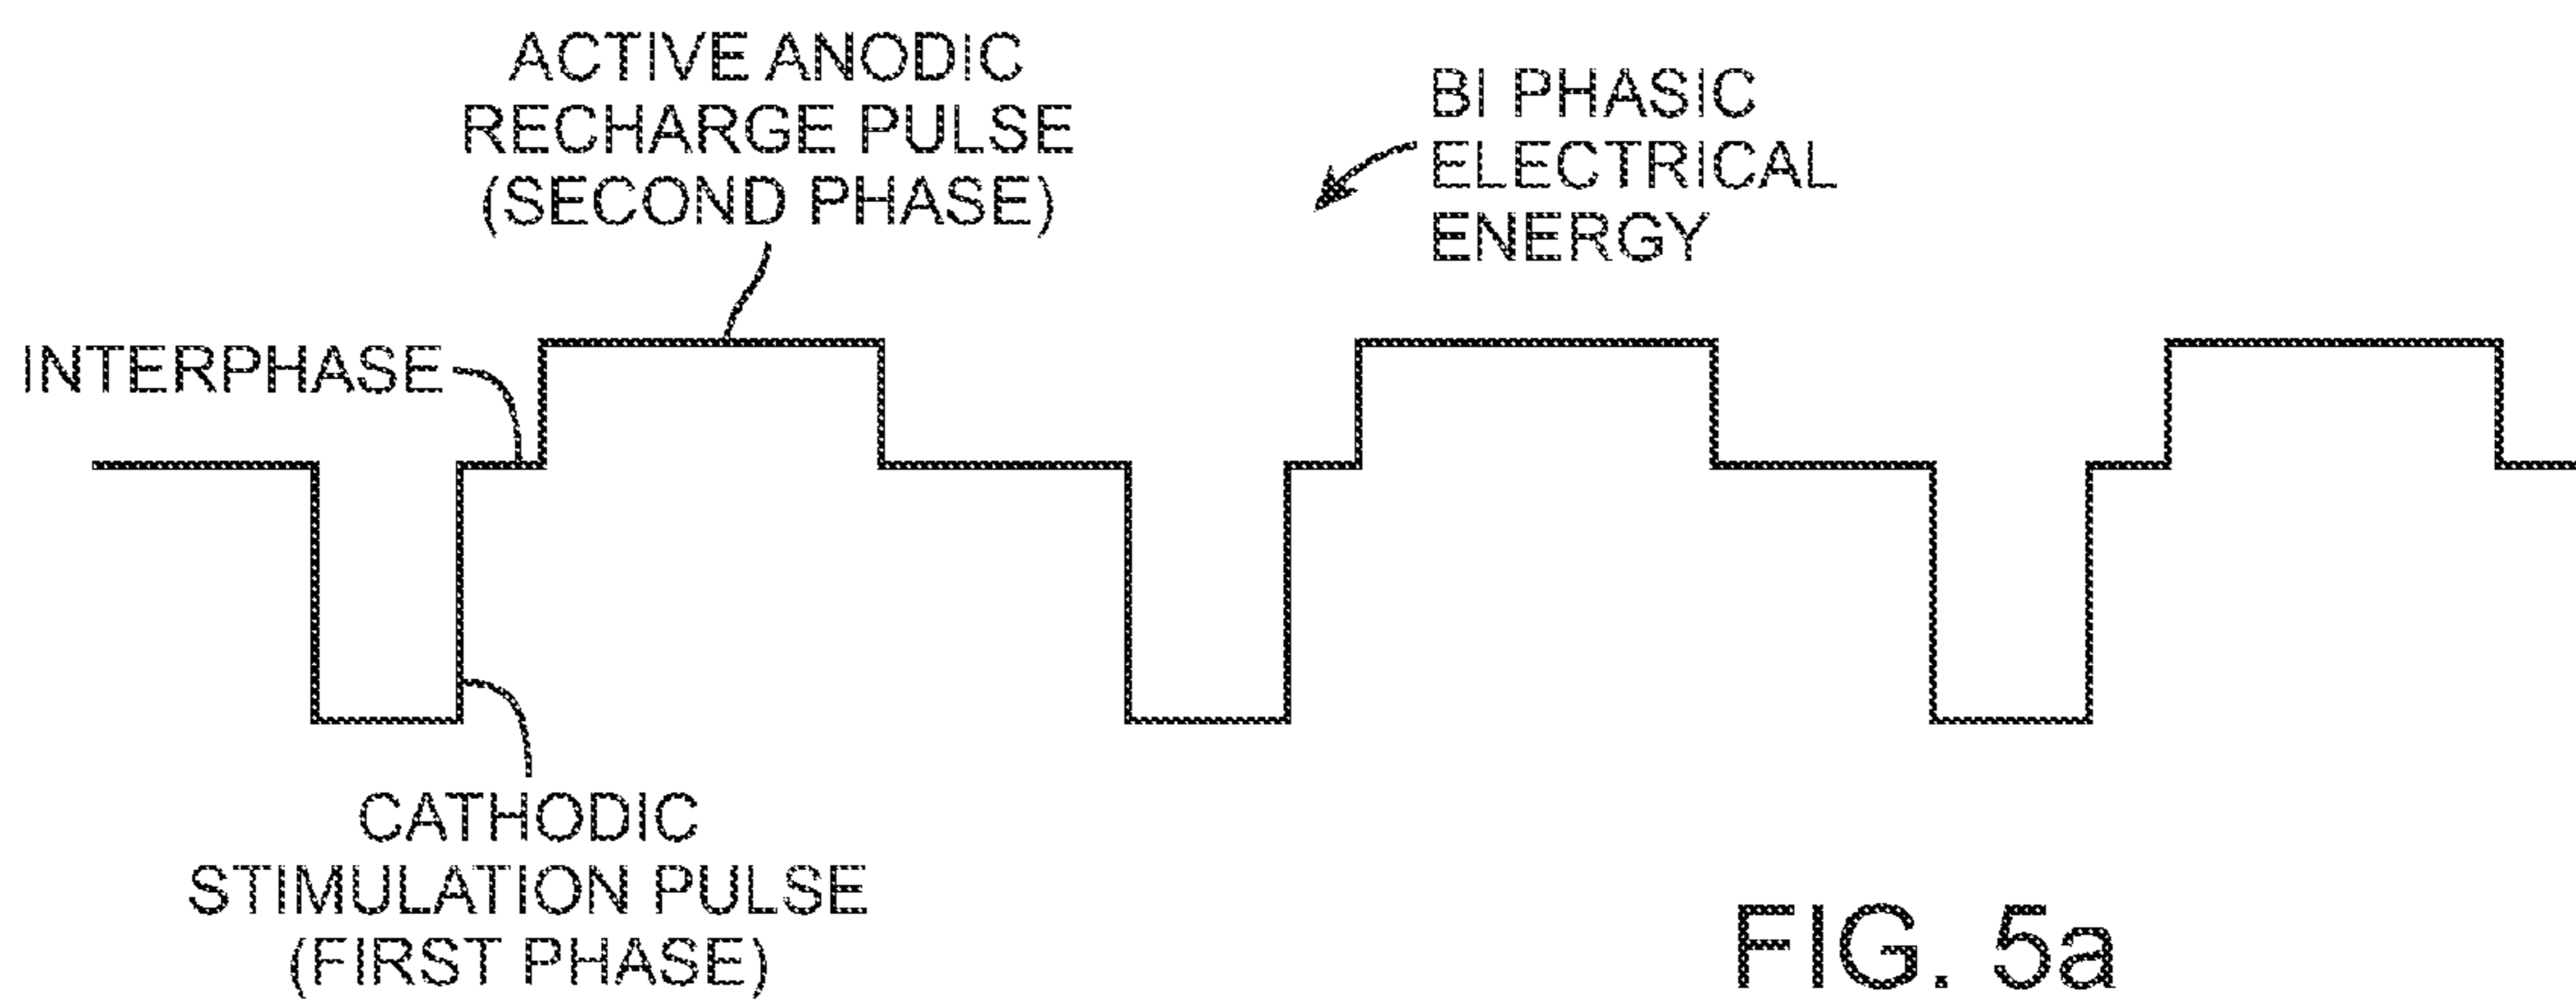 ACTIVE ANODIC
RECHARGE PULSE
(SECOND PHASE)
BI PHASIC
ELECTRICAL
ENERGY
INTERPHASE
CATHODIC
STIMULATION PULSE
(FIRST PHASE)
FIG. 5a